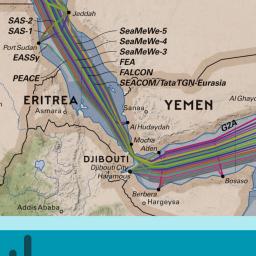 Jeddah
SAS-2
SAS-1
Port Sudan
EASSy
PEACE
SeaMeWe-5
SeaMeWe-4
SeaMeWe-3
FEA
FALCON
SEACOM/Tata TGN-Eurasia
ERITREA
Asmara
Sanaa
YEMEN
Al Ghayd
G2A
Al Hudaydah
Mocha
Aden
DJIBOUTI
Djibouti City
Haramous
Bosaso
Berbera
Hargeysa
Addis Ababa